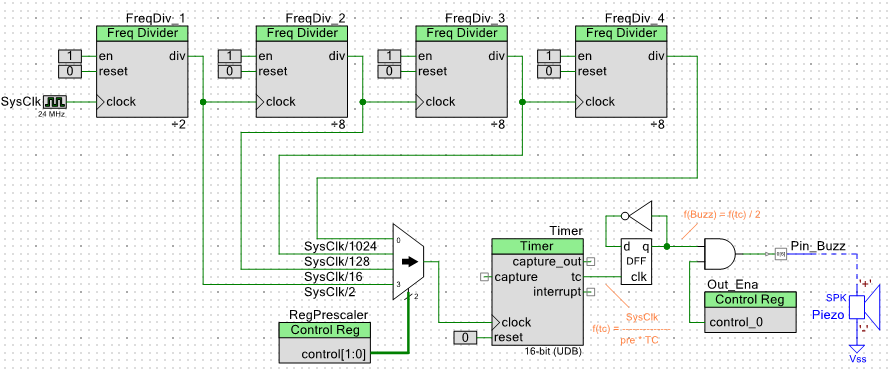 FreqDiv_1
Freq Divider
1
en
div
0
reset
SysClk
clock
24 MHz
÷2
FreqDiv_2
Freq Divider
1
en
div
0
reset
clock
÷8
FreqDiv_3
Freq Divider
1
en
div
0
reset
clock
÷8
FreqDiv_4
Freq Divider
1
en
div
0
reset
clock
÷8
SysClk/1024
SysClk/128
SysClk/16
SysClk/2
0
3
2
RegPrescaler
Control Reg
control[1:0]
Timer
Timer
capture_out
capture
tc
interrupt
clock
0
reset
16-bit (UDB)
d q
DFF
clk
f(Buzz) = f(tc) / 2
SysClk
f(tc) = ————
pre * TC
Pin_Buzz
Out_Ena
Control Reg
control_0
'+'
SPK
Piezo
'-'
Vss